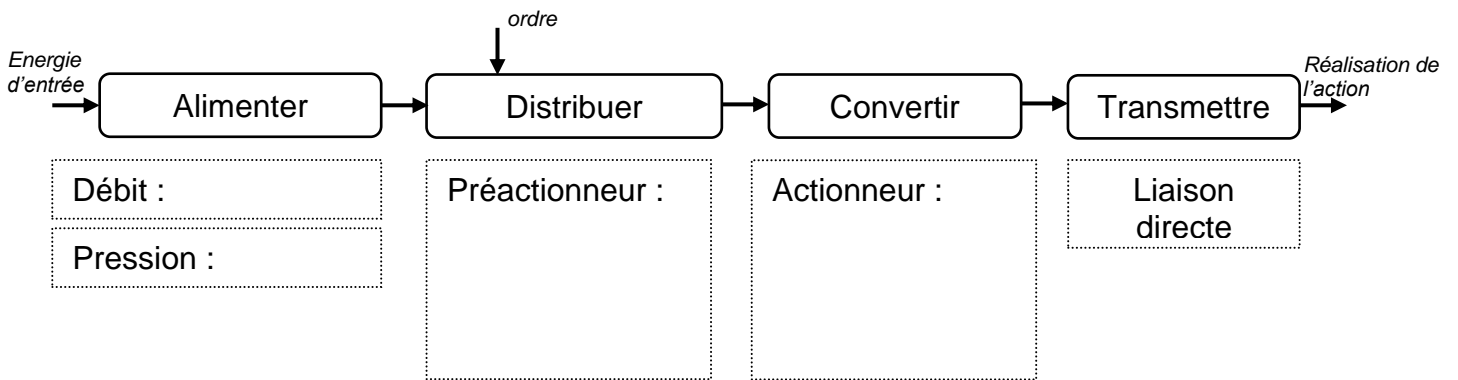 ordre
Energie
d'entrée
Réalisation de
l'action
Alimenter
Distribuer
Convertir
Transmettre
Débit :
Pression :
Préactionneur :
Actionneur :
Liaison
directe